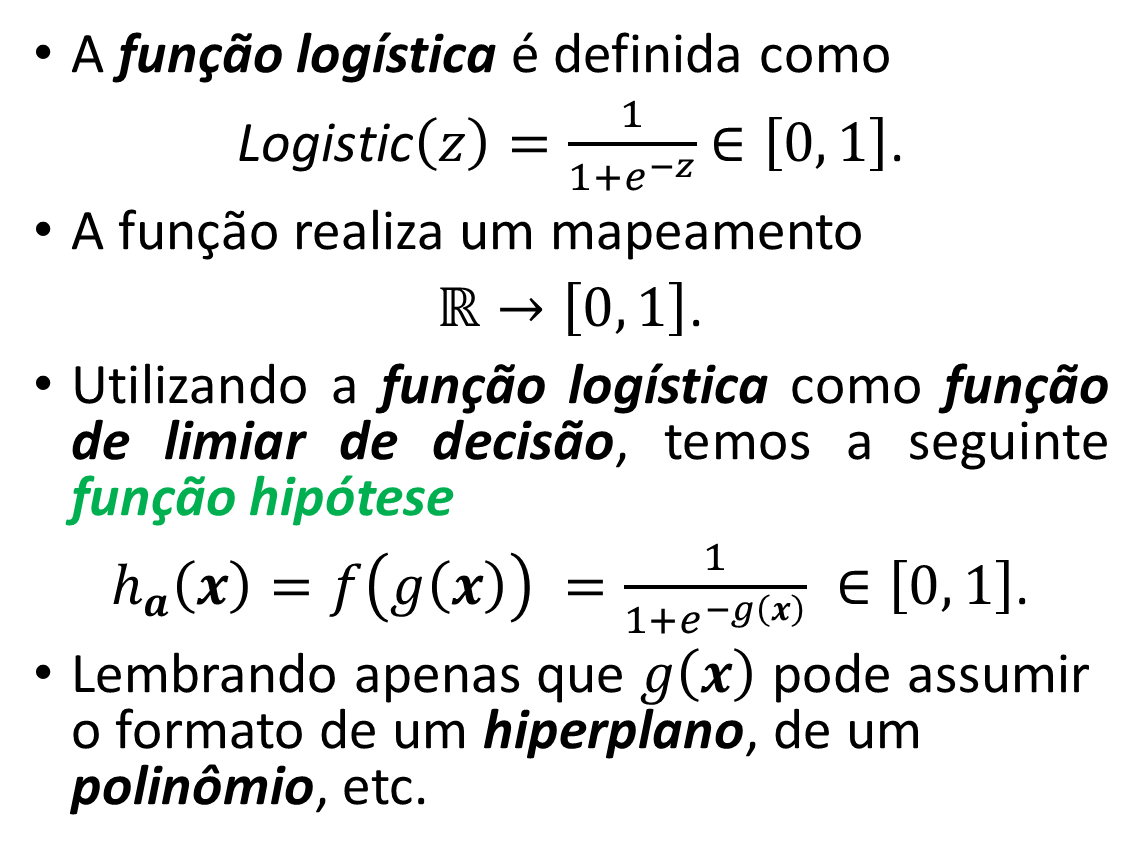 • A função logística é definida como
Logistic(z) = 1/(1+e^{−z}) ∈ [0, 1].
• A função realiza um mapeamento
ℝ → [0, 1].
• Utilizando a função logística como função
de limiar de decisão, temos a seguinte
função hipótese
h_a(x) = f(g(x)) = 1/(1+e^{−g(x)}) ∈ [0, 1].
• Lembrando apenas que g(x) pode assumir
o formato de um hiperplano, de um
polinômio, etc.